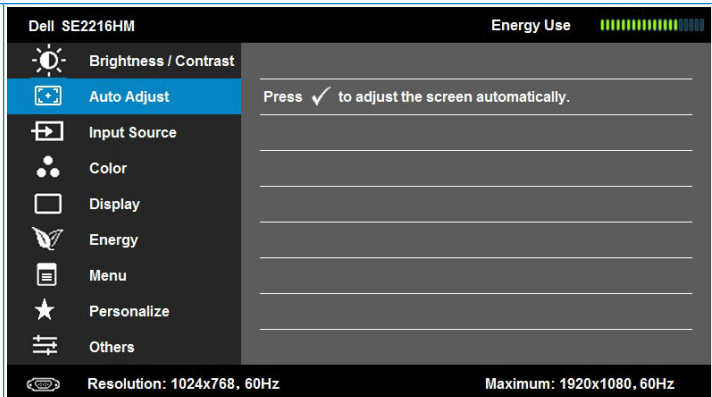 Dell SE2216HM Energy Use
Brightness / Contrast
Auto Adjust Press ✓ to adjust the screen automatically.
Input Source
Color
Display
Energy
Menu
Personalize
Others
Resolution: 1024x768, 60Hz Maximum: 1920x1080, 60Hz